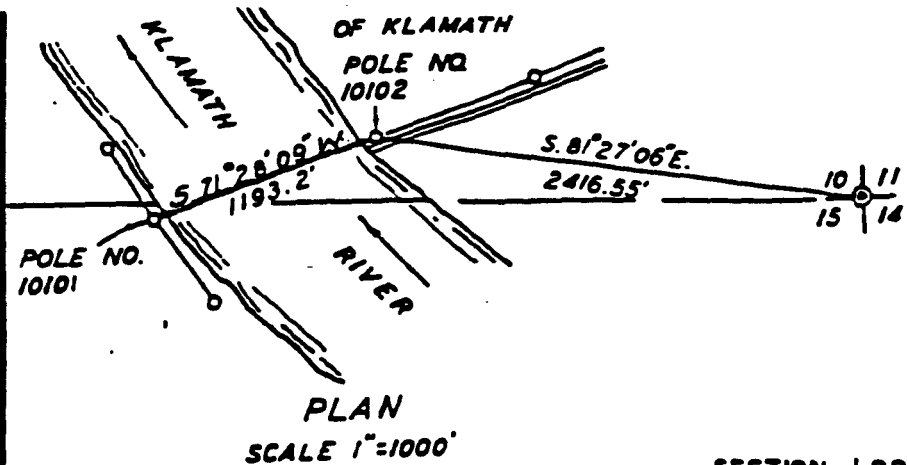 OF KLAMATH
POLE NO.
10102
KLAMATH
S 71° 28' 09" W
1193.2'
S. 81° 27' 06" E.
2416.55'
10 11
15 14
POLE NO.
10101
RIVER
PLAN
SCALE 1"=1000'
SECTION